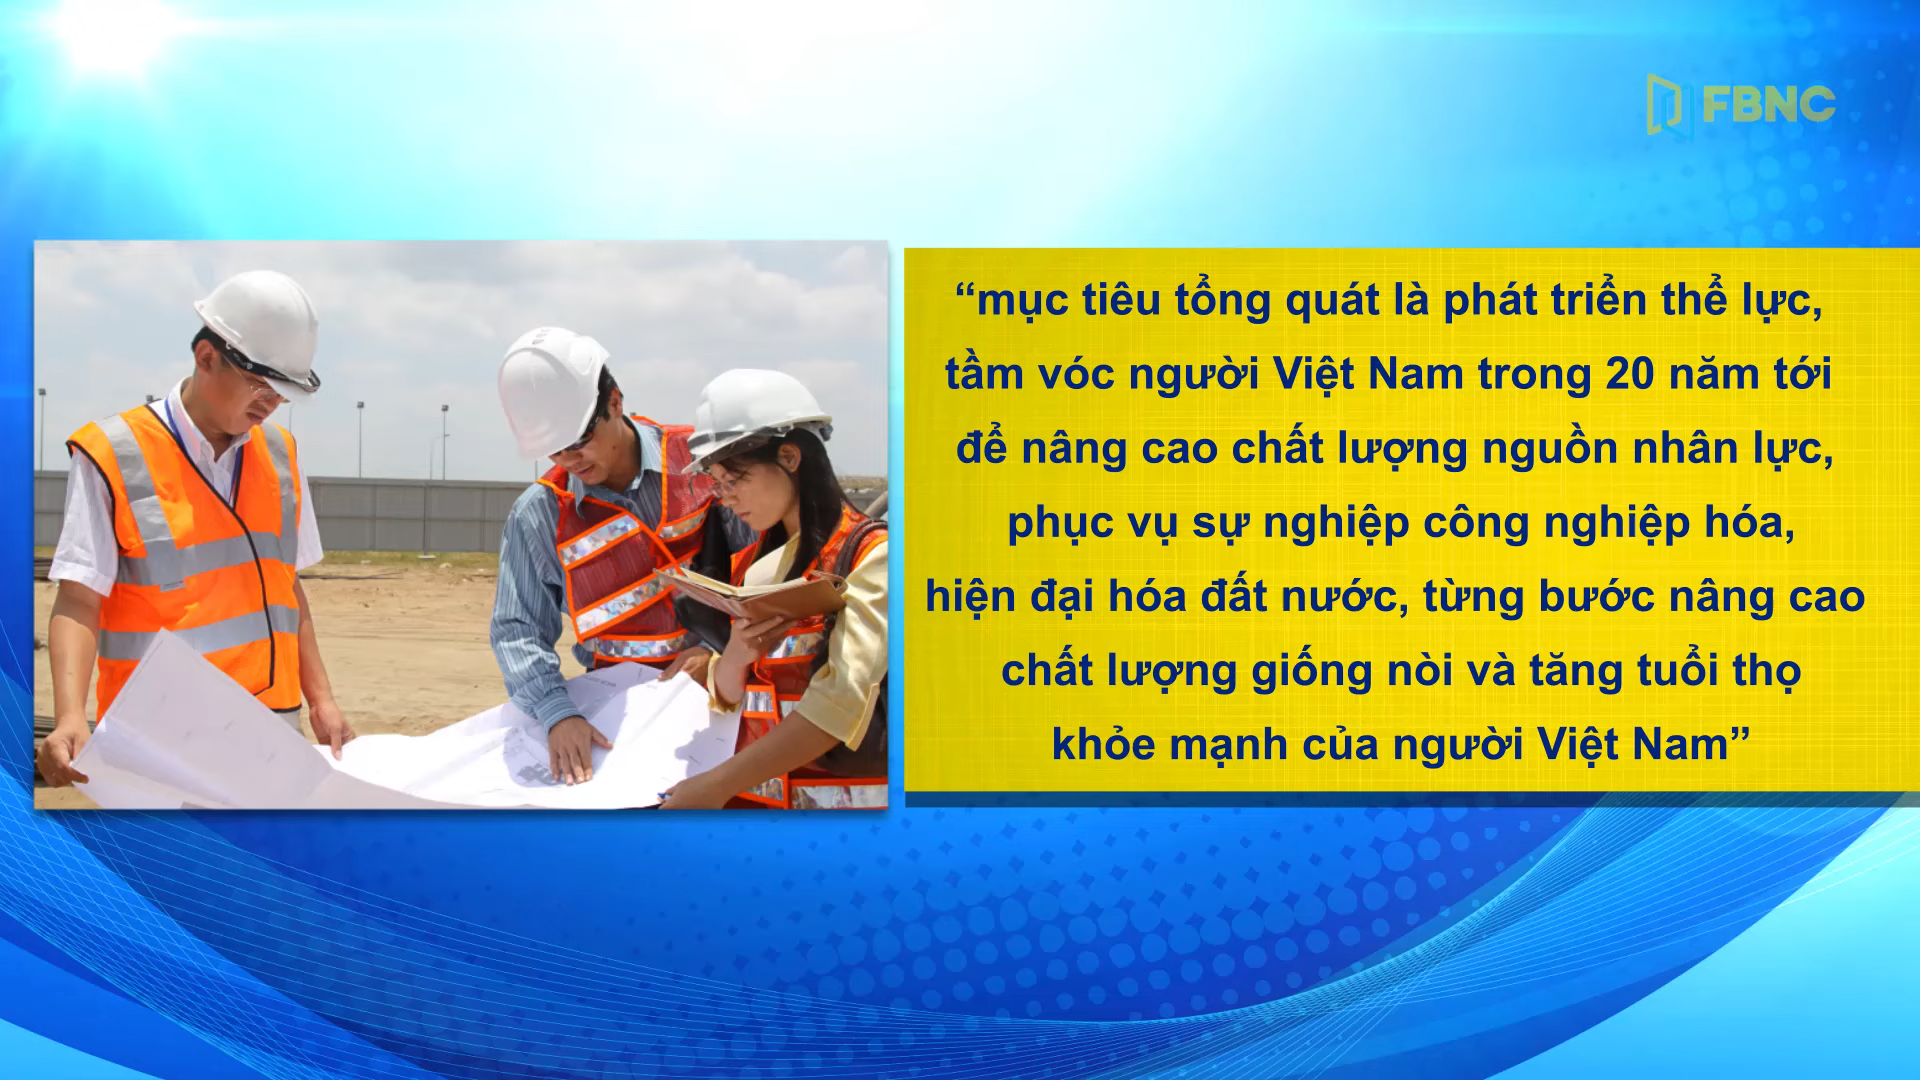 FBNC
“mục tiêu tổng quát là phát triển thể lực,
tầm vóc người Việt Nam trong 20 năm tới
để nâng cao chất lượng nguồn nhân lực,
phục vụ sự nghiệp công nghiệp hóa,
hiện đại hóa đất nước, từng bước nâng cao
chất lượng giống nòi và tăng tuổi thọ
khỏe mạnh của người Việt Nam”